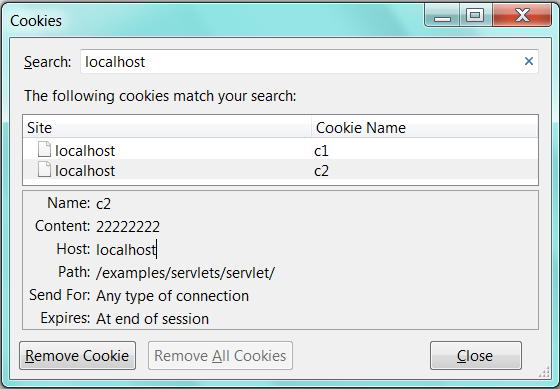 Cookies
Search: localhost
The following cookies match your search:
Site Cookie Name
localhost c1
localhost c2
Name: c2
Content: 22222222
Host: localhost
Path: /examples/servlets/servlet/
Send For: Any type of connection
Expires: At end of session
Remove Cookie Remove All Cookies Close